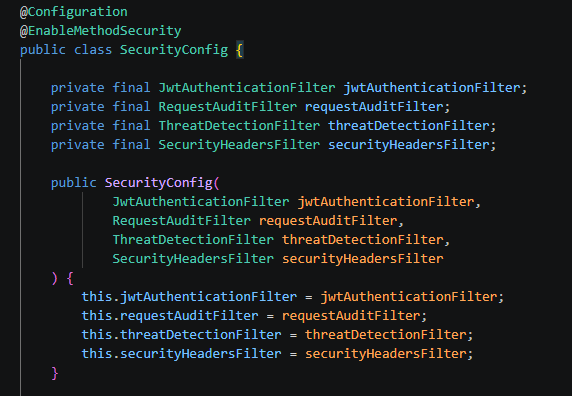 @Configuration
@EnableMethodSecurity
public class SecurityConfig {
private final JwtAuthenticationFilter jwtAuthenticationFilter;
private final RequestAuditFilter requestAuditFilter;
private final ThreatDetectionFilter threatDetectionFilter;
private final SecurityHeadersFilter securityHeadersFilter;
public SecurityConfig(
JwtAuthenticationFilter jwtAuthenticationFilter,
RequestAuditFilter requestAuditFilter,
ThreatDetectionFilter threatDetectionFilter,
SecurityHeadersFilter securityHeadersFilter
) {
this.jwtAuthenticationFilter = jwtAuthenticationFilter;
this.requestAuditFilter = requestAuditFilter;
this.threatDetectionFilter = threatDetectionFilter;
this.securityHeadersFilter = securityHeadersFilter;
}